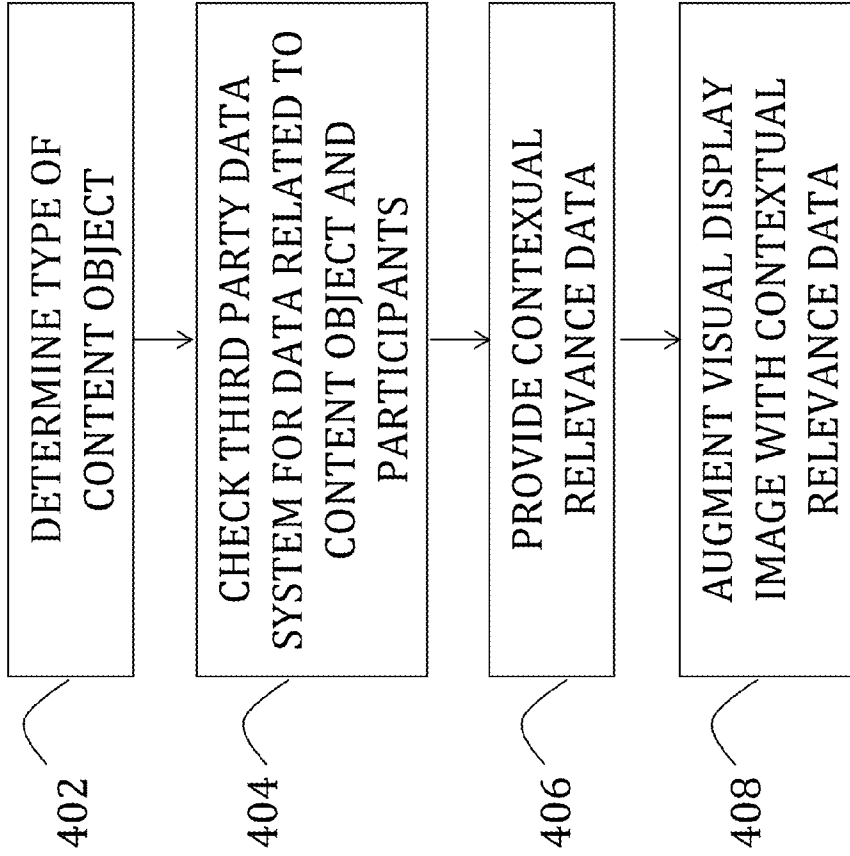 402
DETERMINE TYPE OF
CONTENT OBJECT
404
CHECK THIRD PARTY DATA
SYSTEM FOR DATA RELATED TO
CONTENT OBJECT AND
PARTICIPANTS
406
PROVIDE CONTEXUAL
RELEVANCE DATA
408
AUGMENT VISUAL DISPLAY
IMAGE WITH CONTEXTUAL
RELEVANCE DATA